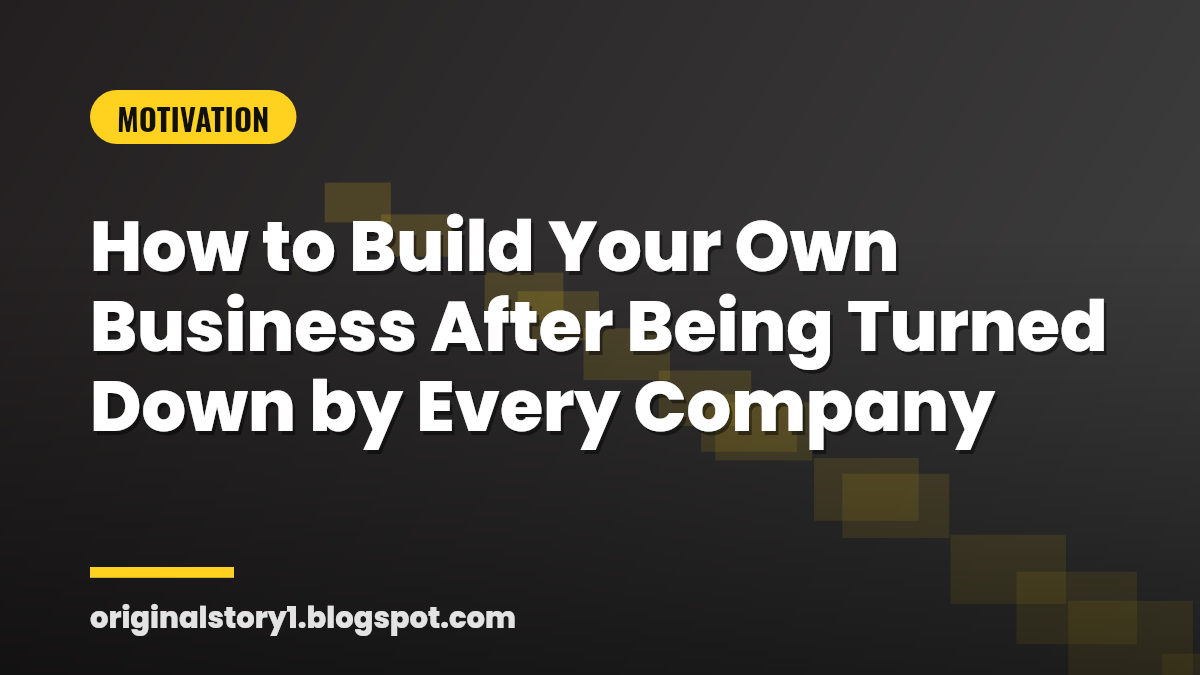 MOTIVATION
How to Build Your Own
Business After Being Turned
Down by Every Company
originalstory1.blogspot.com